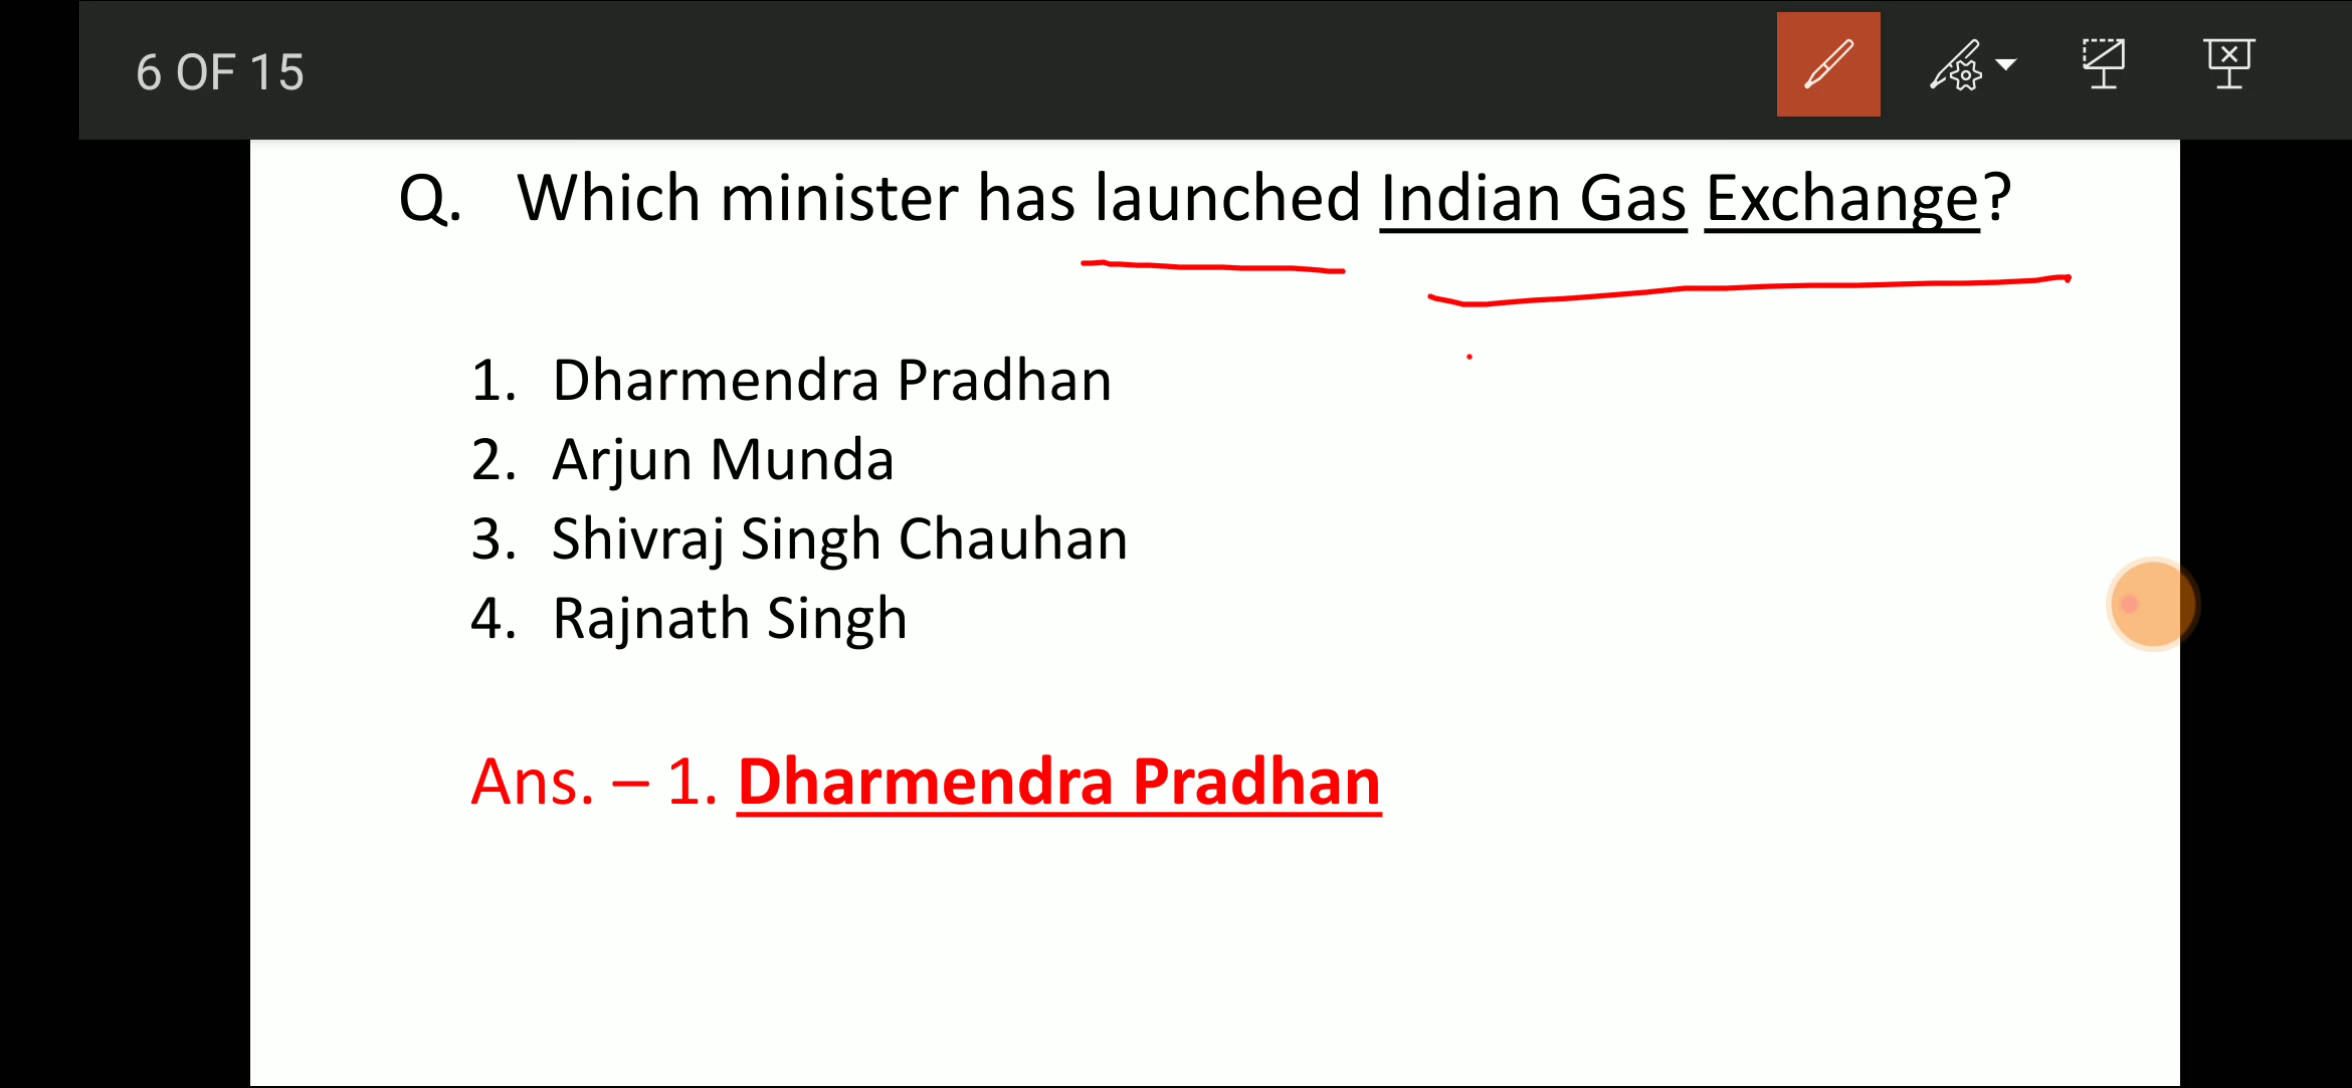 6 OF 15
Q. Which minister has launched Indian Gas Exchange?
1. Dharmendra Pradhan
2. Arjun Munda
3. Shivraj Singh Chauhan
4. Rajnath Singh
Ans. – 1. Dharmendra Pradhan